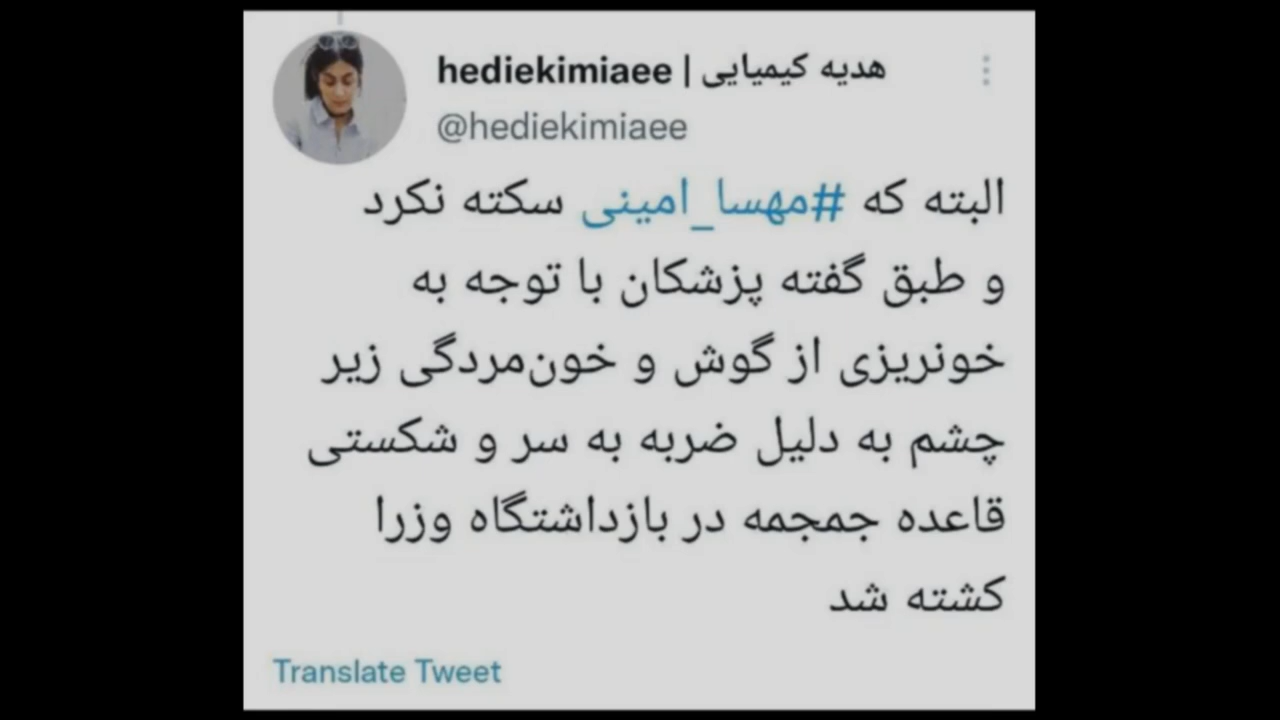 hediekimiaee | هدیه کیمیایی
@hediekimiaee
البته که #مهسا_امینی سکته نکرد
و طبق گفته پزشکان با توجه به
خونریزی از گوش و خون‌مردگی زیر
چشم به دلیل ضربه به سر و شکستی
قاعده جمجمه در بازداشتگاه وزرا
کشته شد
Translate Tweet